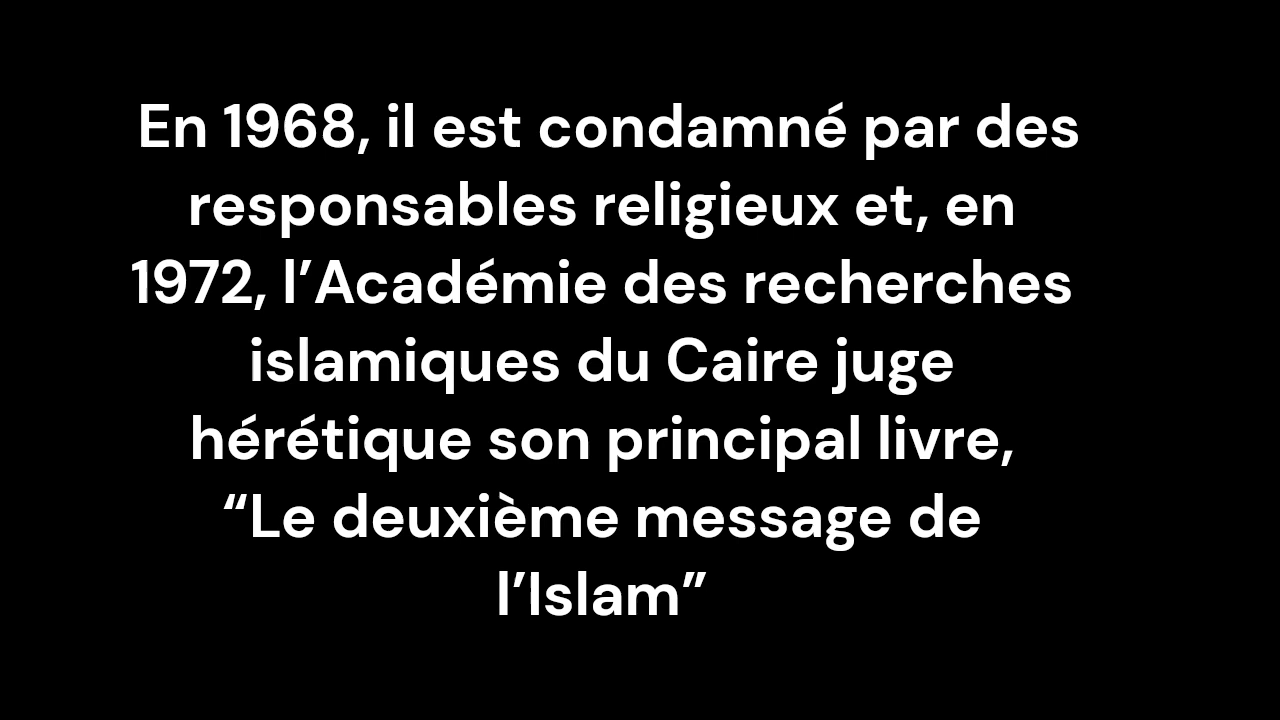 En 1968, il est condamné par des
responsables religieux et, en
1972, l’Académie des recherches
islamiques du Caire juge
hérétique son principal livre,
“Le deuxième message de
l’Islam”